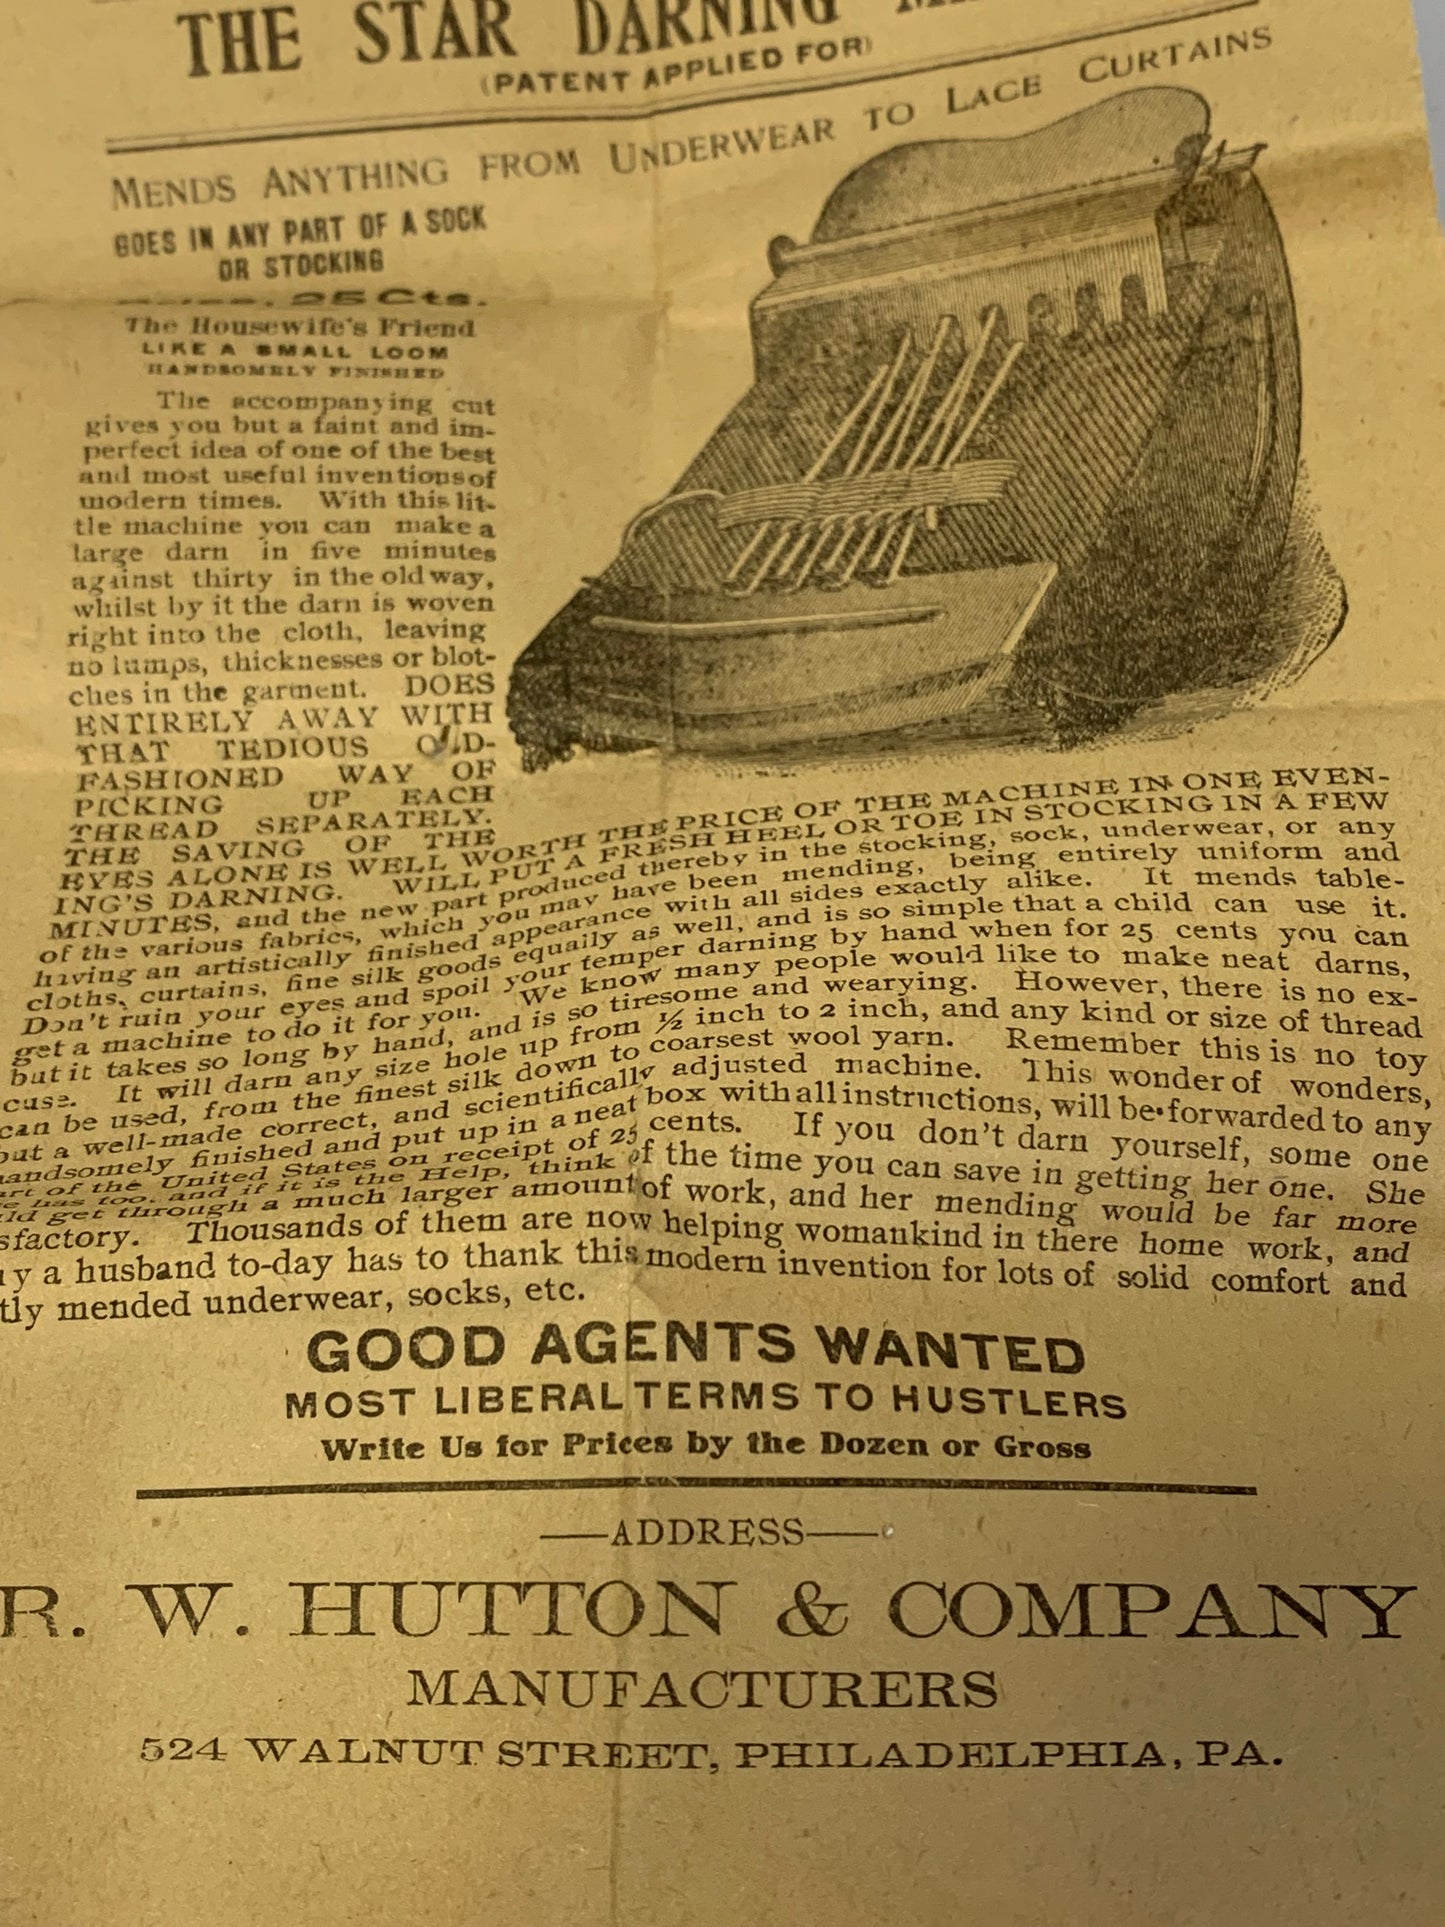 THE STAR DARNING
(PATENT APPLIED FOR)
MENDS ANYTHING FROM UNDERWEAR TO LACE CURTAINS
GOES IN ANY PART OF A SOCK
OR STOCKING
25 Cts.
The Housewife's Friend
LIKE A SMALL LOOM
HANDSOMELY FINISHED
The accompanying cut
gives you but a faint and im-
perfect idea of one of the best
and most useful inventions of
modern times. With this lit-
tle machine you can make a
large darn in five minutes
against thirty in the old way,
whilst by it the darn is woven
right into the cloth, leaving
no lumps, thicknesses or blot-
ches in the garment. DOES
ENTIRELY AWAY WITH
THAT TEDIOUS OLD-
FASHIONED WAY OF
PICKING UP EACH
THREAD SEPARATELY.
THE SAVING OF THE
EYES ALONE IS WELL WORTH THE PRICE OF THE MACHINE IN ONE EVEN-
ING'S DARNING. WILL PUT A FRESH HEEL OR TOE IN STOCKING IN A FEW
MINUTES, and the new part produced thereby in the stocking, sock, underwear, or any
of the various fabrics, which you may have been mending, being entirely uniform and
having an artistically finished appearance with all sides exactly alike. It mends table-
cloths, curtains, fine silk goods equally as well, and is so simple that a child can use it.
Don't ruin your eyes and spoil your temper darning by hand when for 25 cents you can
get a machine to do it for you. We know many people would like to make neat darns,
but it takes so long by hand, and is so tiresome and wearying. However, there is no ex-
cuse. It will darn any size hole up from ½ inch to 2 inch, and any kind or size of thread
can be used, from the finest silk down to coarsest wool yarn. Remember this is no toy
but a well-made correct, and scientifically adjusted machine. This wonder of wonders,
handsomely finished and put up in a neat box with all instructions, will be forwarded to any
art of the United States on receipt of 25 cents. If you don't darn yourself, some one
e has too, and if it is the Help, think of the time you can save in getting her one. She
ld get through a much larger amount of work, and her mending would be far more
sfactory. Thousands of them are now helping womankind in there home work, and
y a husband to-day has to thank this modern invention for lots of solid comfort and
tly mended underwear, socks, etc.
GOOD AGENTS WANTED
MOST LIBERAL TERMS TO HUSTLERS
Write Us for Prices by the Dozen or Gross
ADDRESS
R. W. HUTTON & COMPANY
MANUFACTURERS
524 WALNUT STREET, PHILADELPHIA, PA.